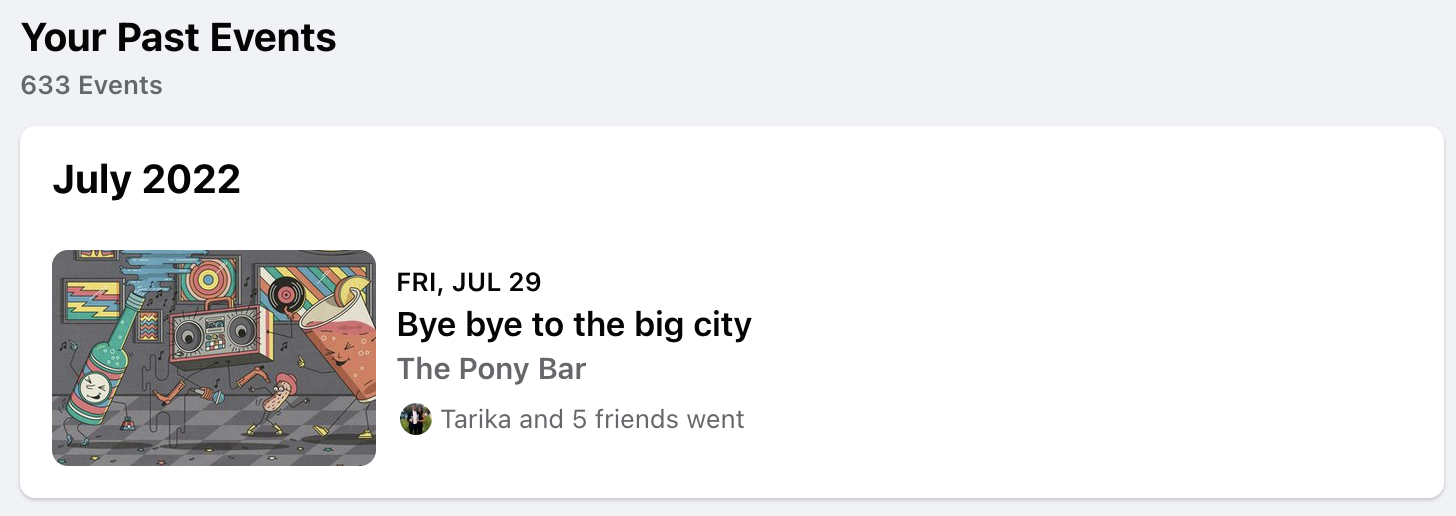 Your Past Events
633 Events
July 2022
FRI, JUL 29
Bye bye to the big city
The Pony Bar
Tarika and 5 friends went